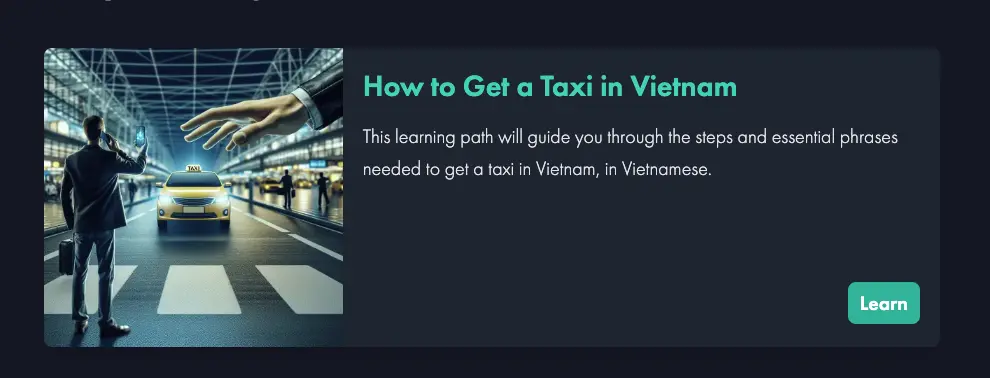 How to Get a Taxi in Vietnam
This learning path will guide you through the steps and essential phrases
needed to get a taxi in Vietnam, in Vietnamese.
TAXI
Learn